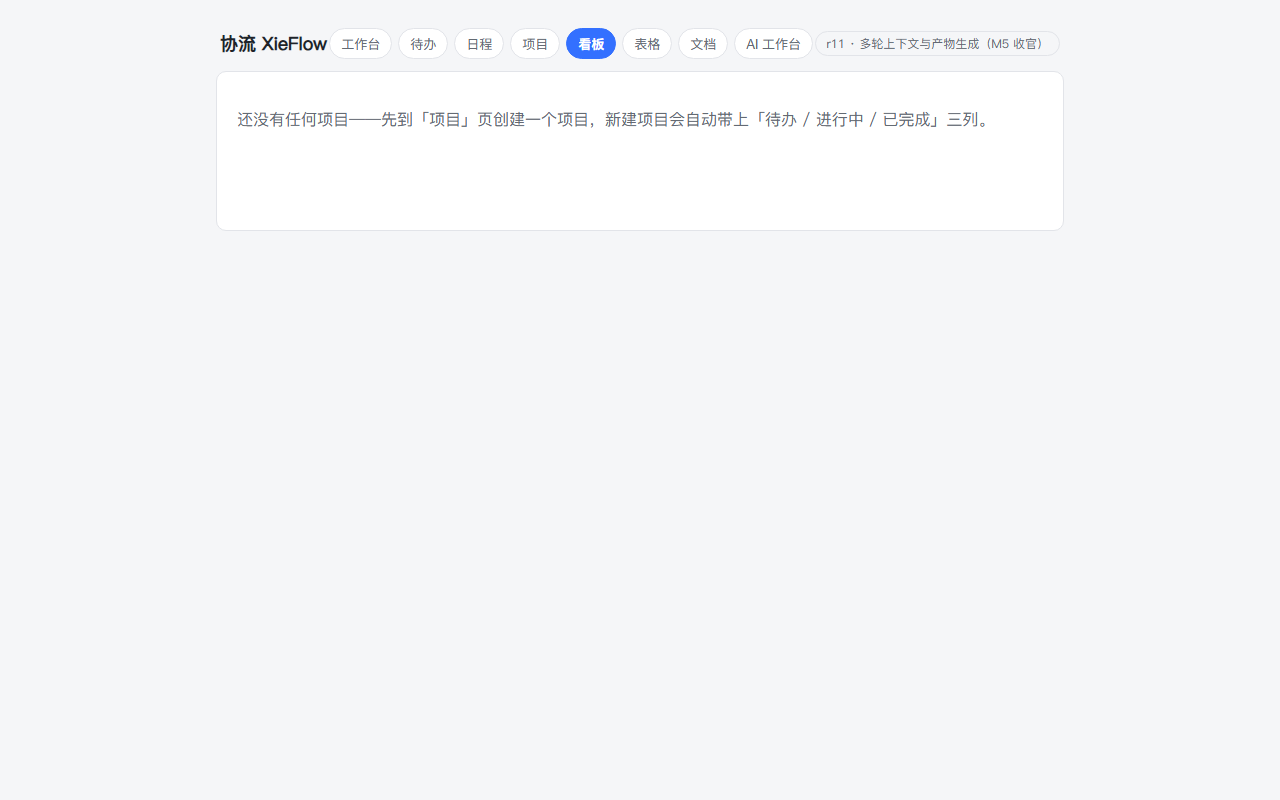 协流 XieFlow 工作台 待办 日程 项目 看板 表格 文档 AI 工作台 r11 · 多轮上下文与产物生成（M5 收官）
还没有任何项目——先到「项目」页创建一个项目，新建项目会自动带上「待办 / 进行中 / 已完成」三列。